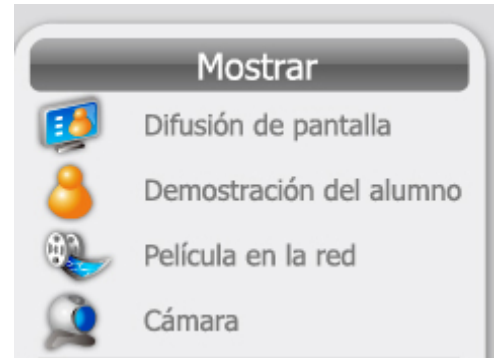 Mostrar
Difusión de pantalla
Demostración del alumno
Película en la red
Cámara